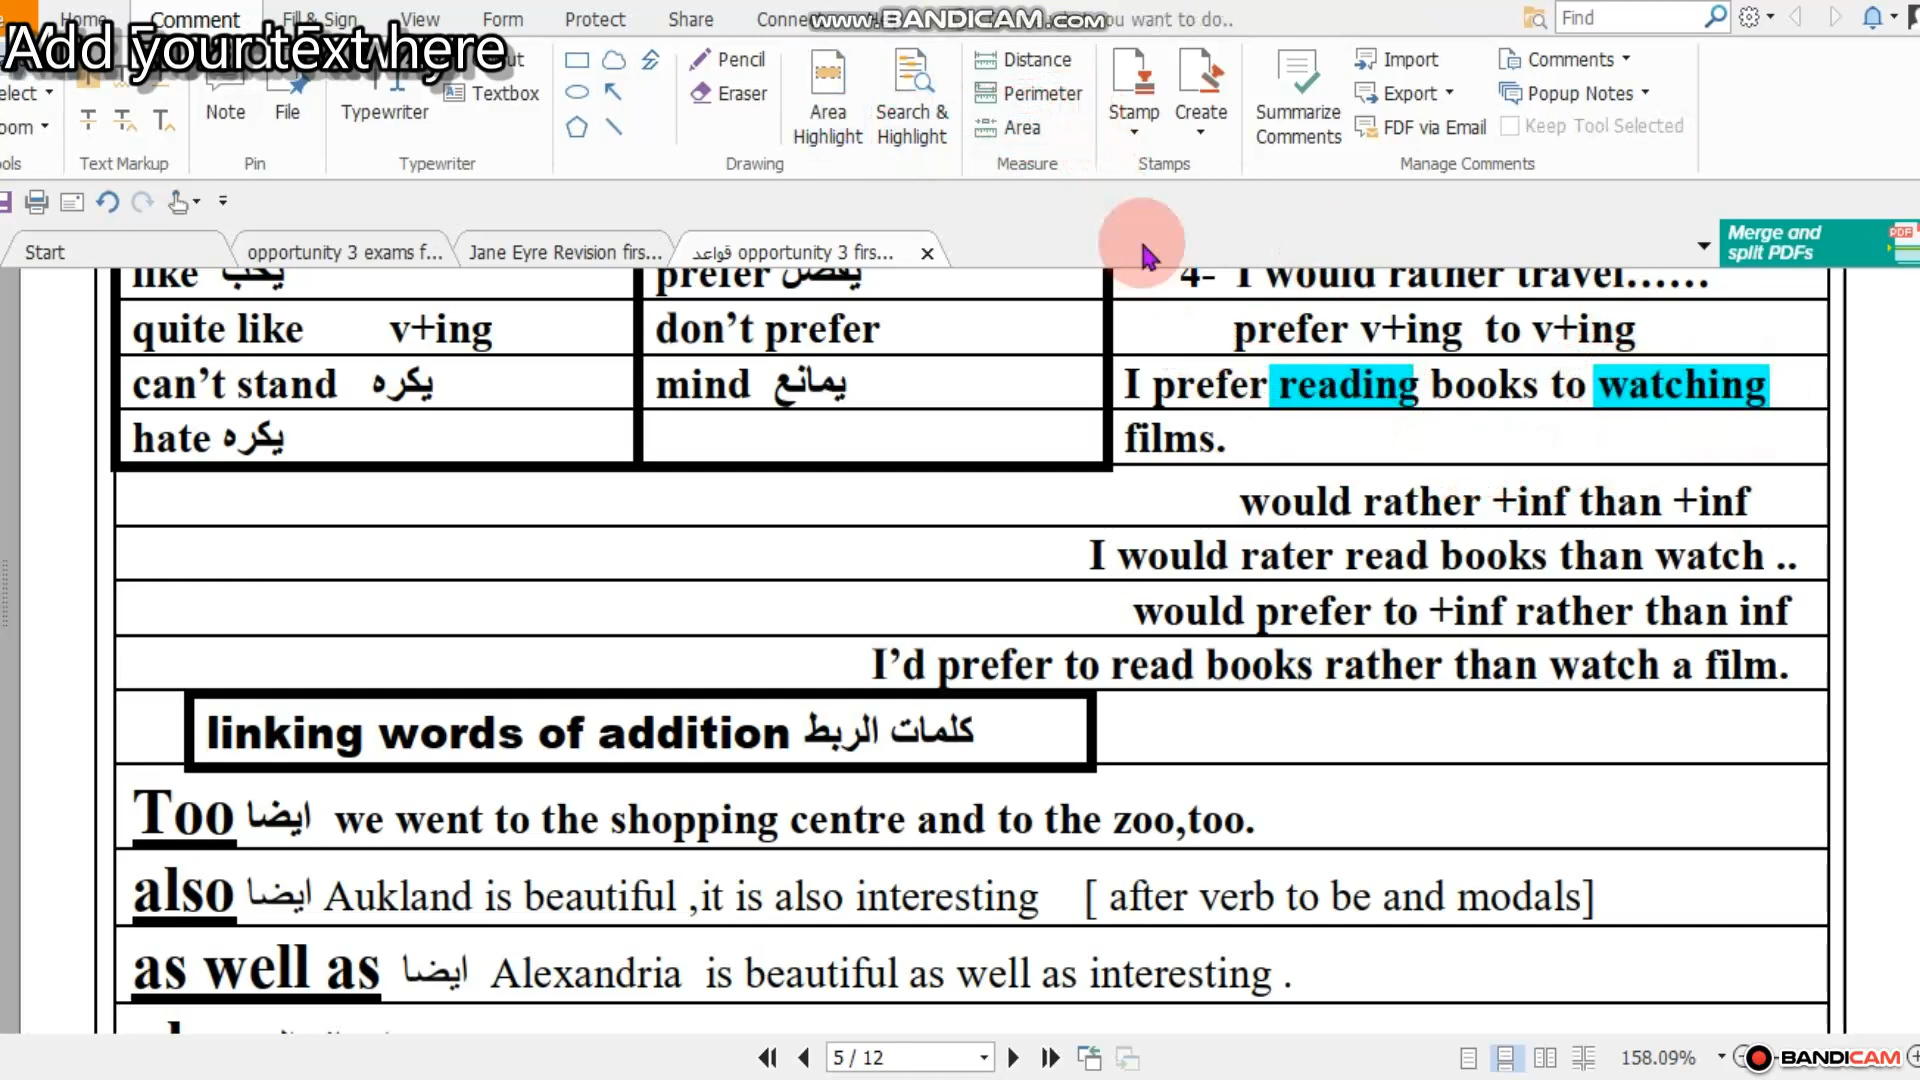 Home Comment Fill & Sign View Form Protect Share
www.BANDICAM.com
you want to do..
Find
Add your text here
Note
File
Typewriter
Textbox
Pencil
Eraser
Area Highlight
Search & Highlight
Distance
Perimeter
Area
Stamp
Create
Summarize Comments
Import
Export
FDF via Email
Comments
Popup Notes
Keep Tool Selected
Text Markup Pin Typewriter Drawing Measure Stamps Manage Comments
Start
opportunity 3 exams f...
Jane Eyre Revision firs...
قواعد opportunity 3 firs...
Merge and split PDFs
like يحب prefer يفضل 4- I would rather travel……
quite like v+ing don’t prefer prefer v+ing to v+ing
can’t stand يكره mind يمانع I prefer reading books to watching
hate يكره films.
would rather +inf than +inf
I would rater read books than watch ..
would prefer to +inf rather than inf
I’d prefer to read books rather than watch a film.
linking words of addition كلمات الربط
Too ايضا we went to the shopping centre and to the zoo,too.
also ايضا Aukland is beautiful ,it is also interesting [ after verb to be and modals]
as well as ايضا Alexandria is beautiful as well as interesting .
5 / 12
158.09%
BANDICAM